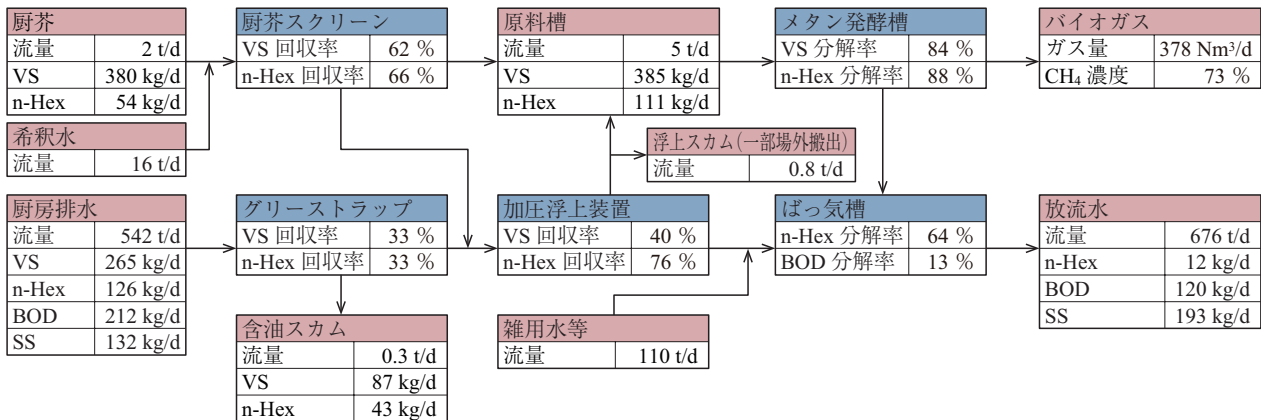 厨芥
流量 2 t/d
VS 380 kg/d
n-Hex 54 kg/d
希釈水
流量 16 t/d
厨芥スクリーン
VS 回収率 62 %
n-Hex 回収率 66 %
原料槽
流量 5 t/d
VS 385 kg/d
n-Hex 111 kg/d
メタン発酵槽
VS 分解率 84 %
n-Hex 分解率 88 %
バイオガス
ガス量 378 Nm³/d
CH₄ 濃度 73 %
浮上スカム(一部場外搬出)
流量 0.8 t/d
厨房排水
流量 542 t/d
VS 265 kg/d
n-Hex 126 kg/d
BOD 212 kg/d
SS 132 kg/d
グリーストラップ
VS 回収率 33 %
n-Hex 回収率 33 %
加圧浮上装置
VS 回収率 40 %
n-Hex 回収率 76 %
ばっ気槽
n-Hex 分解率 64 %
BOD 分解率 13 %
放流水
流量 676 t/d
n-Hex 12 kg/d
BOD 120 kg/d
SS 193 kg/d
含油スカム
流量 0.3 t/d
VS 87 kg/d
n-Hex 43 kg/d
雑用水等
流量 110 t/d